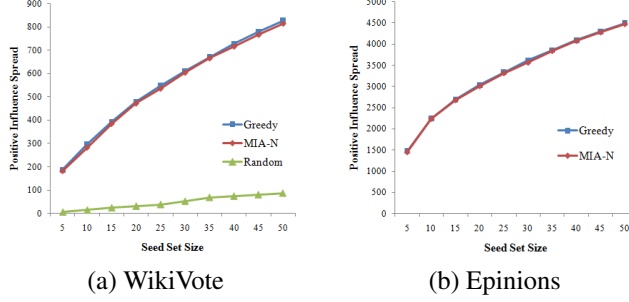 900
800
700
600
500
400
300
200
100
0
Positive Influence Spread
Greedy
MIA-N
Random
5 10 15 20 25 30 35 40 45 50
Seed Set Size
(a) WikiVote
5000
4500
4000
3500
3000
2500
2000
1500
1000
500
0
Positive Influence Spread
Greedy
MIA-N
5 10 15 20 25 30 35 40 45 50
Seed Set Size
(b) Epinions